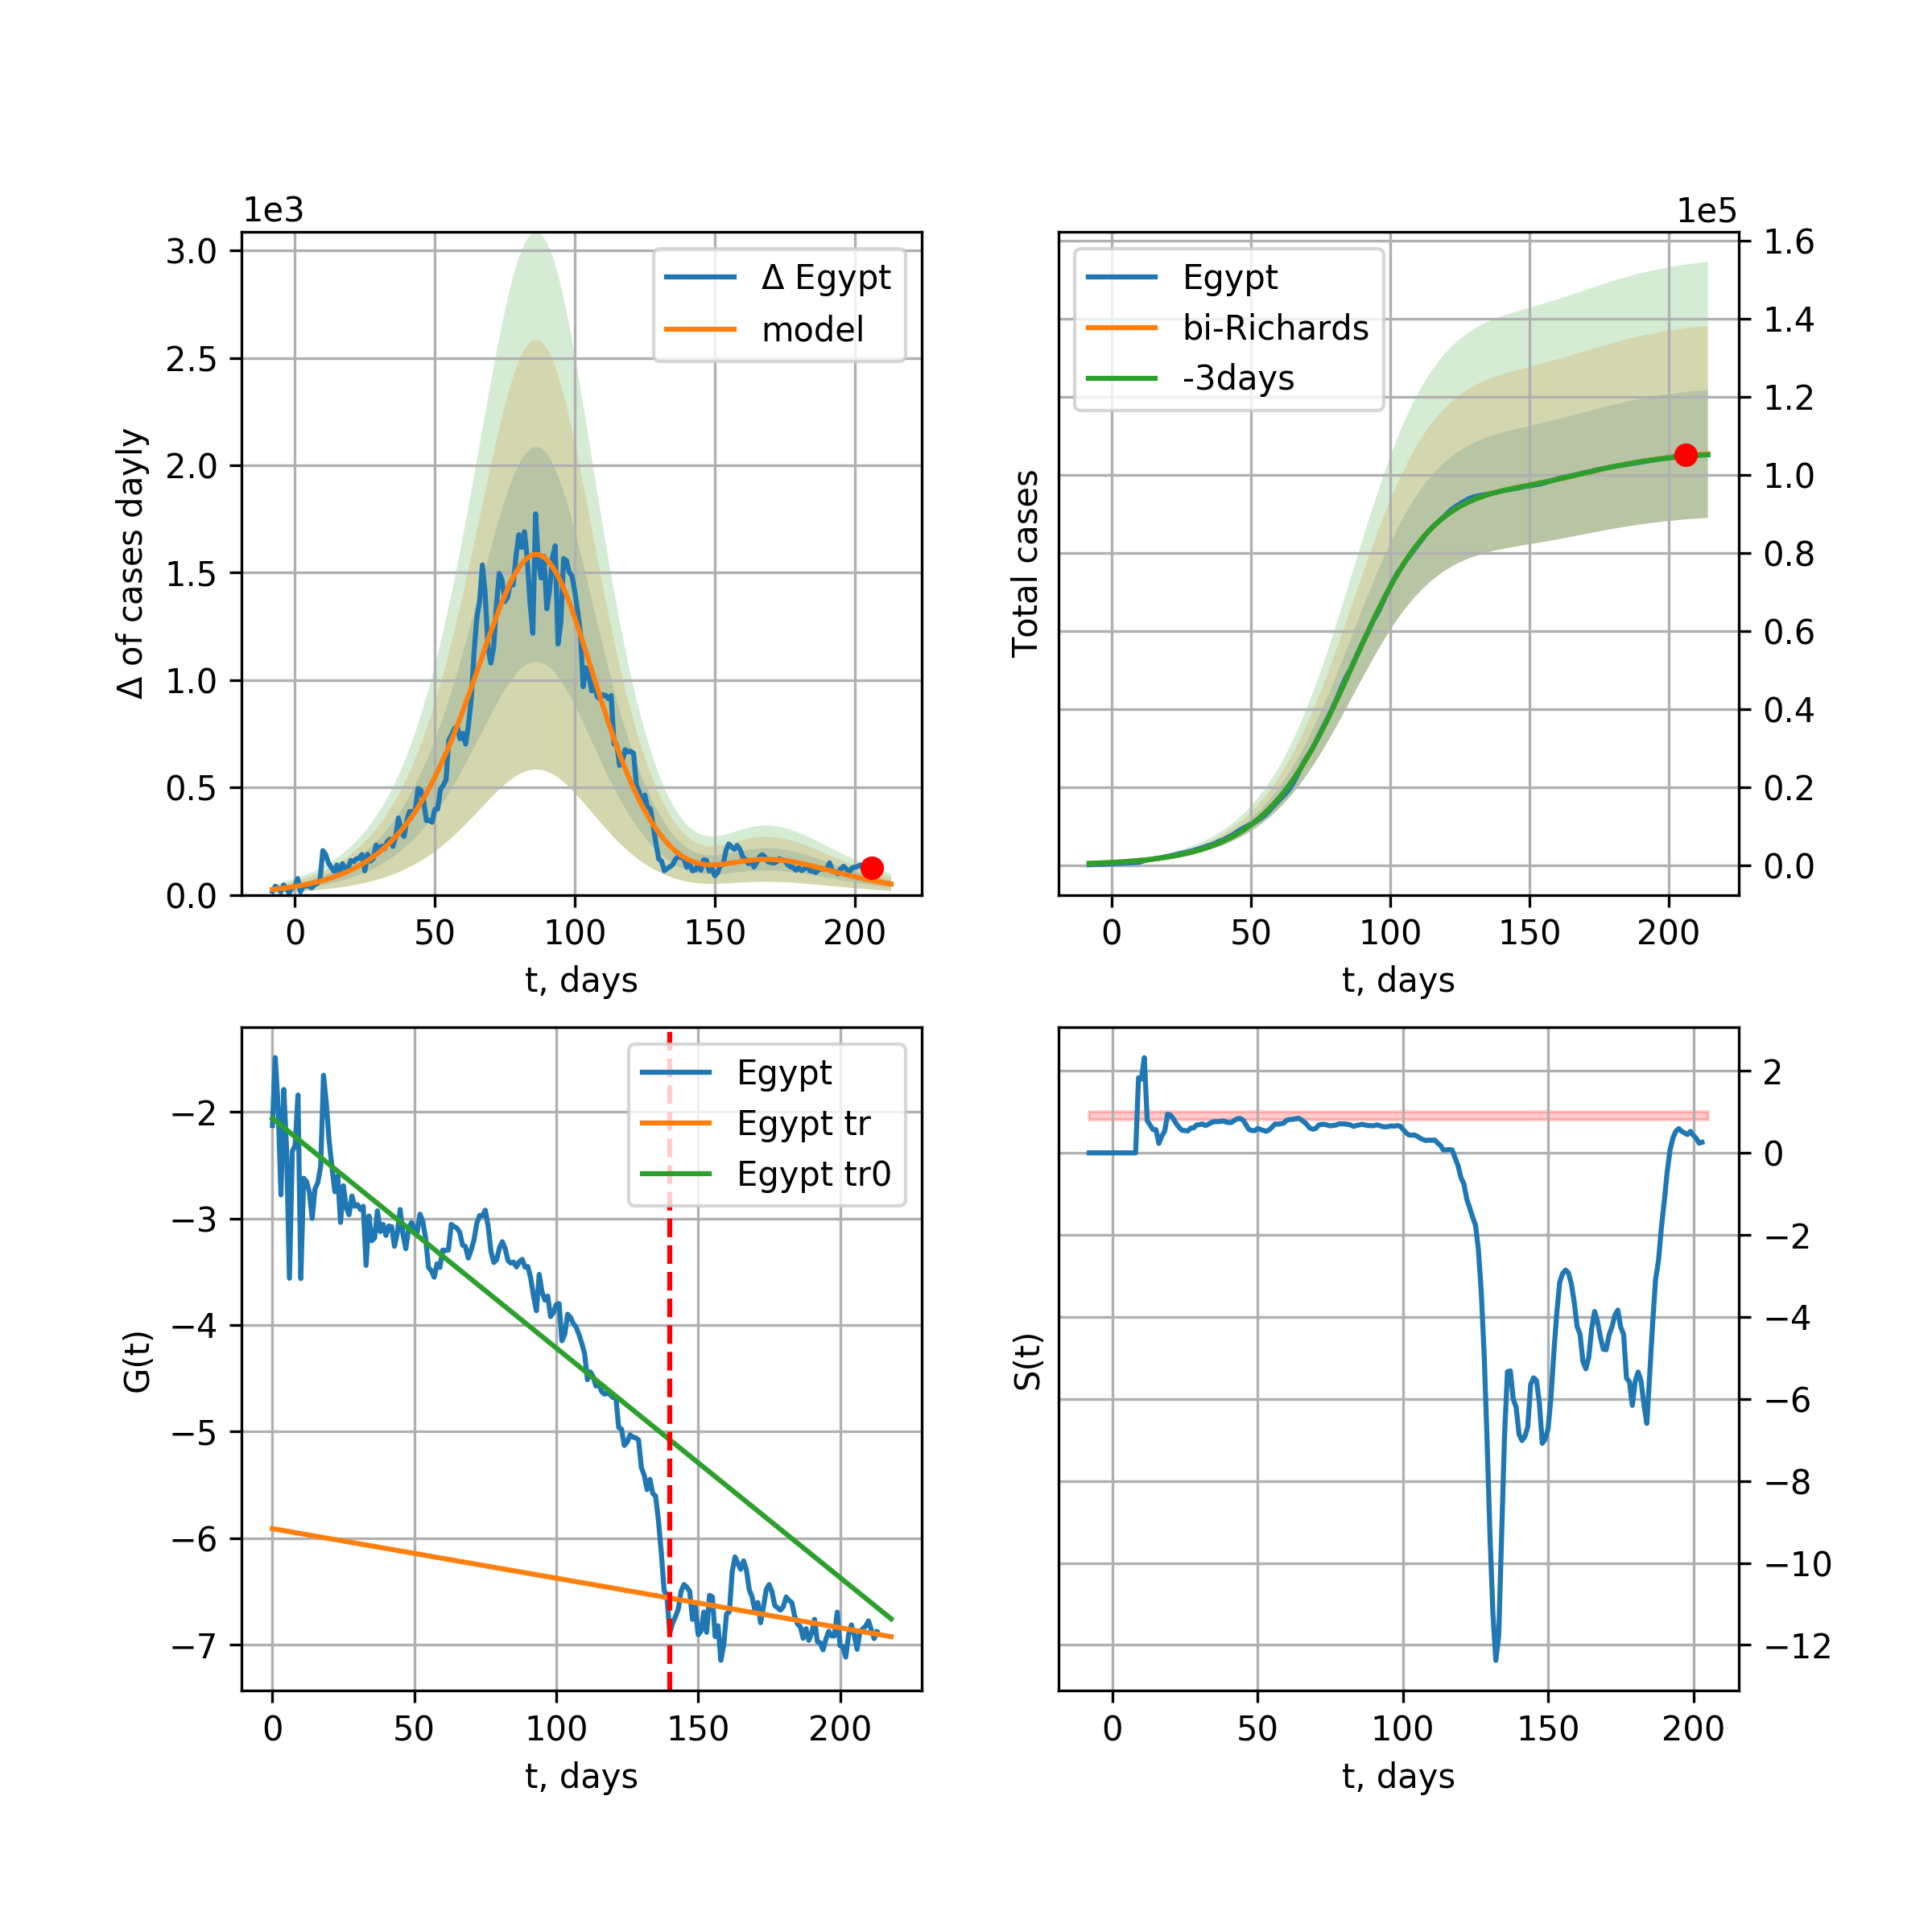 1e3
3.0
2.5
2.0
1.5
1.0
0.5
0.0
Δ of cases dayly
Δ Egypt
model
0 50 100 150 200
t, days
1e5
1.6
1.4
1.2
1.0
0.8
0.6
0.4
0.2
0.0
Total cases
Egypt
bi-Richards
-3days
0 50 100 150 200
t, days
−2
−3
−4
−5
−6
−7
G(t)
Egypt
Egypt tr
Egypt tr0
0 50 100 150 200
t, days
2
0
−2
−4
−6
−8
−10
−12
S(t)
0 50 100 150 200
t, days